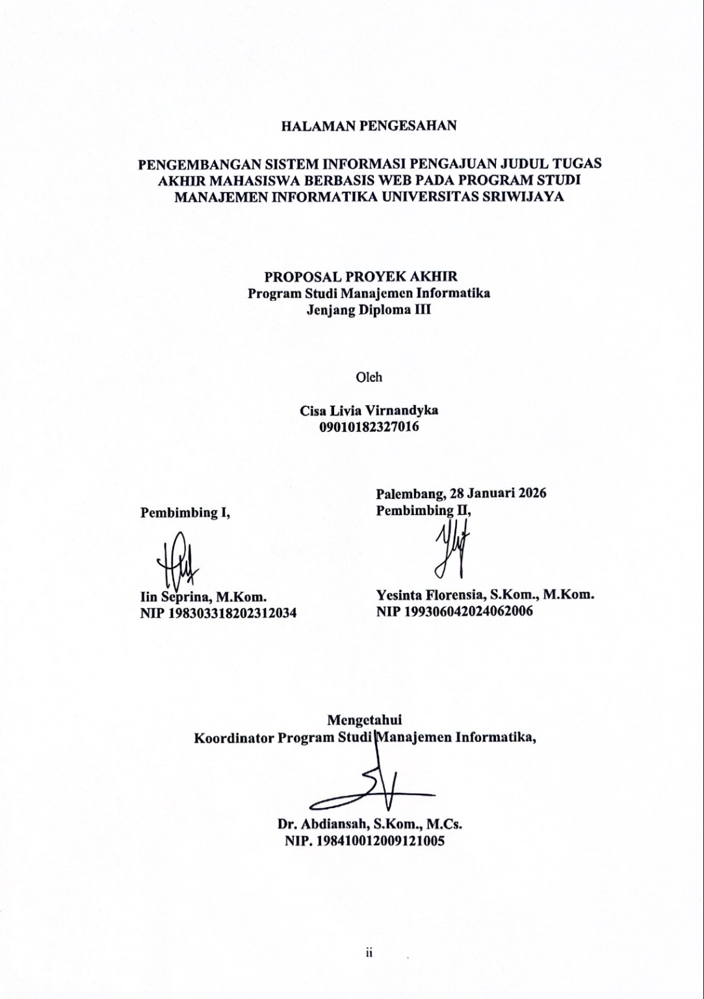 HALAMAN PENGESAHAN
PENGEMBANGAN SISTEM INFORMASI PENGAJUAN JUDUL TUGAS
AKHIR MAHASISWA BERBASIS WEB PADA PROGRAM STUDI
MANAJEMEN INFORMATIKA UNIVERSITAS SRIWIJAYA
PROPOSAL PROYEK AKHIR
Program Studi Manajemen Informatika
Jenjang Diploma III
Oleh
Cisa Livia Virnandyka
09010182327016
Palembang, 28 Januari 2026
Pembimbing I,
Pembimbing II,
Iin Seprina, M.Kom.
NIP 198303318202312034
Yesinta Florensia, S.Kom., M.Kom.
NIP 199306042024062006
Mengetahui
Koordinator Program Studi Manajemen Informatika,
Dr. Abdiansah, S.Kom., M.Cs.
NIP. 198410012009121005
ii